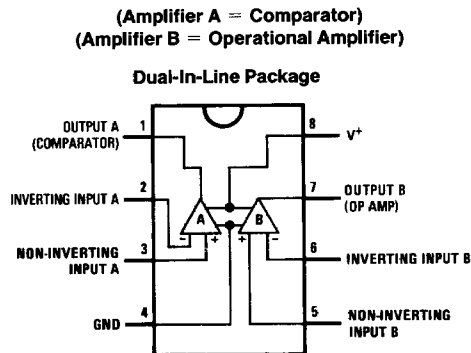 (Amplifier A = Comparator)
(Amplifier B = Operational Amplifier)
Dual-In-Line Package
OUTPUT A
(COMPARATOR)
1
8
V+
INVERTING INPUT A
2
7
OUTPUT B
(OP AMP)
A
B
− + + −
NON-INVERTING
INPUT A
3
6
INVERTING INPUT B
GND
4
5
NON-INVERTING
INPUT B